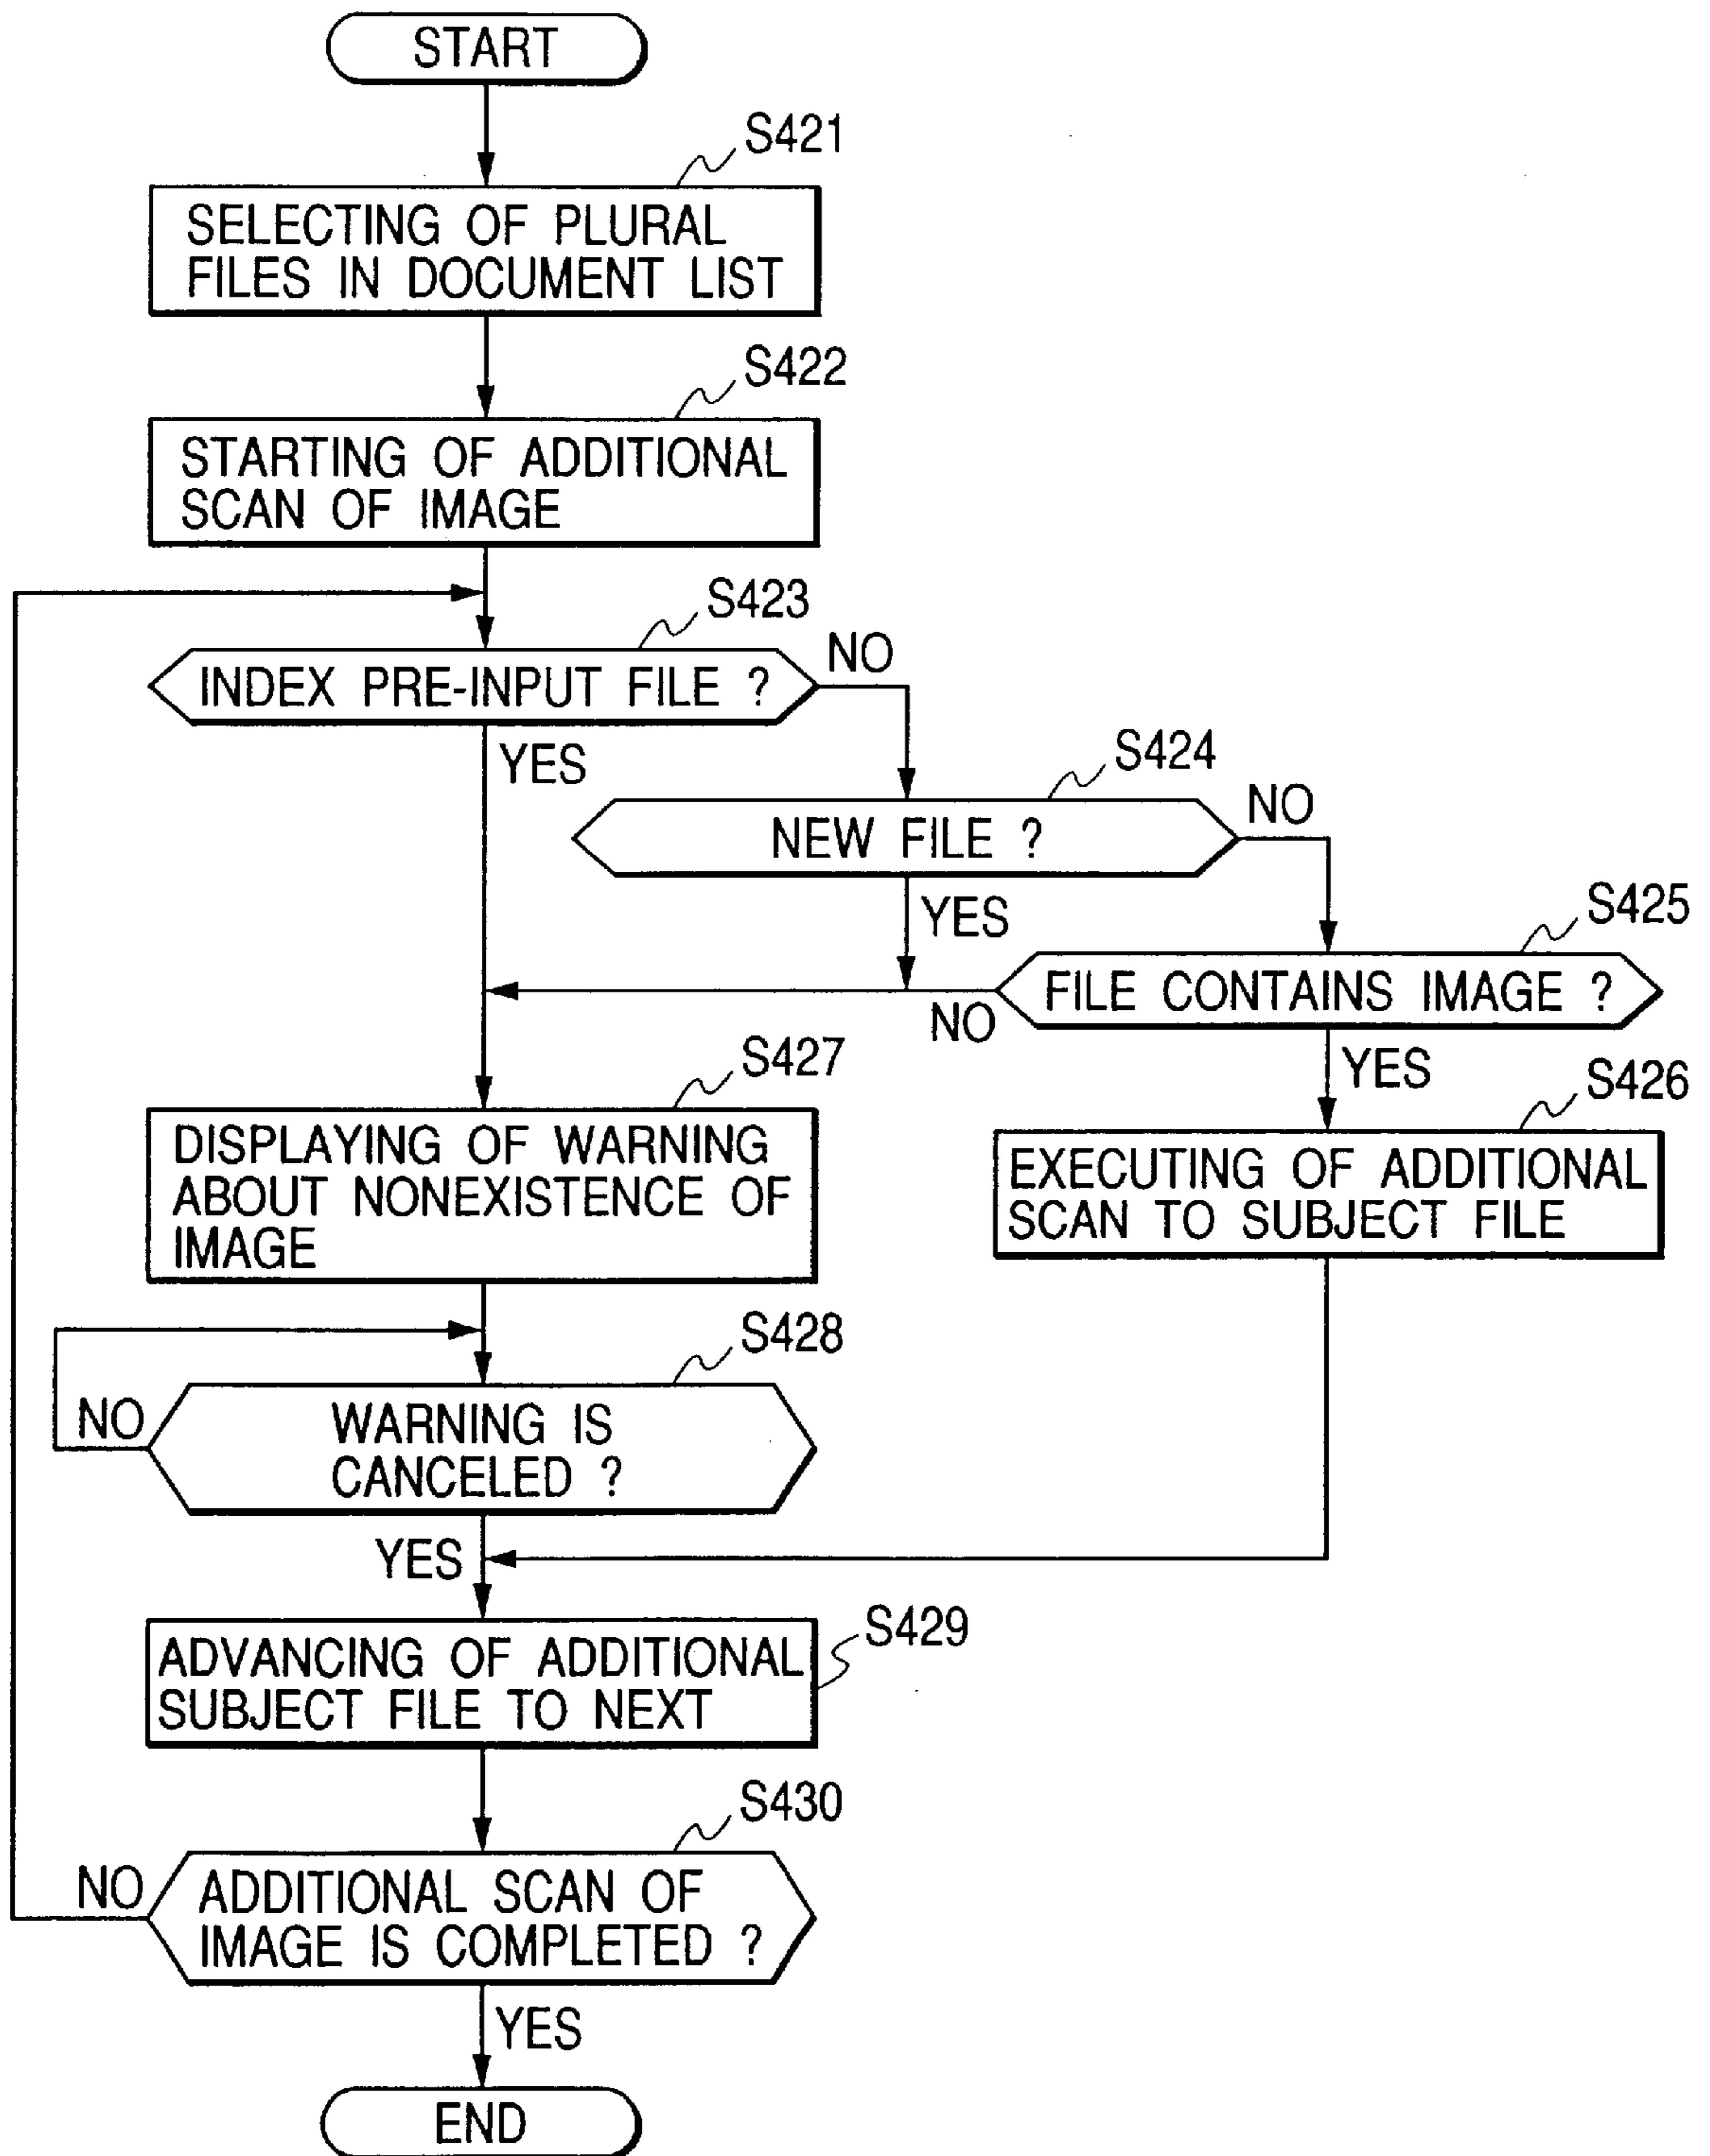 START
S421
SELECTING OF PLURAL
FILES IN DOCUMENT LIST
S422
STARTING OF ADDITIONAL
SCAN OF IMAGE
S423
INDEX PRE-INPUT FILE ?
NO
YES
S424
NEW FILE ?
NO
YES
S425
FILE CONTAINS IMAGE ?
NO
YES
S426
EXECUTING OF ADDITIONAL
SCAN TO SUBJECT FILE
S427
DISPLAYING OF WARNING
ABOUT NONEXISTENCE OF
IMAGE
S428
NO
WARNING IS
CANCELED ?
YES
S429
ADVANCING OF ADDITIONAL
SUBJECT FILE TO NEXT
S430
NO
ADDITIONAL SCAN OF
IMAGE IS COMPLETED ?
YES
END